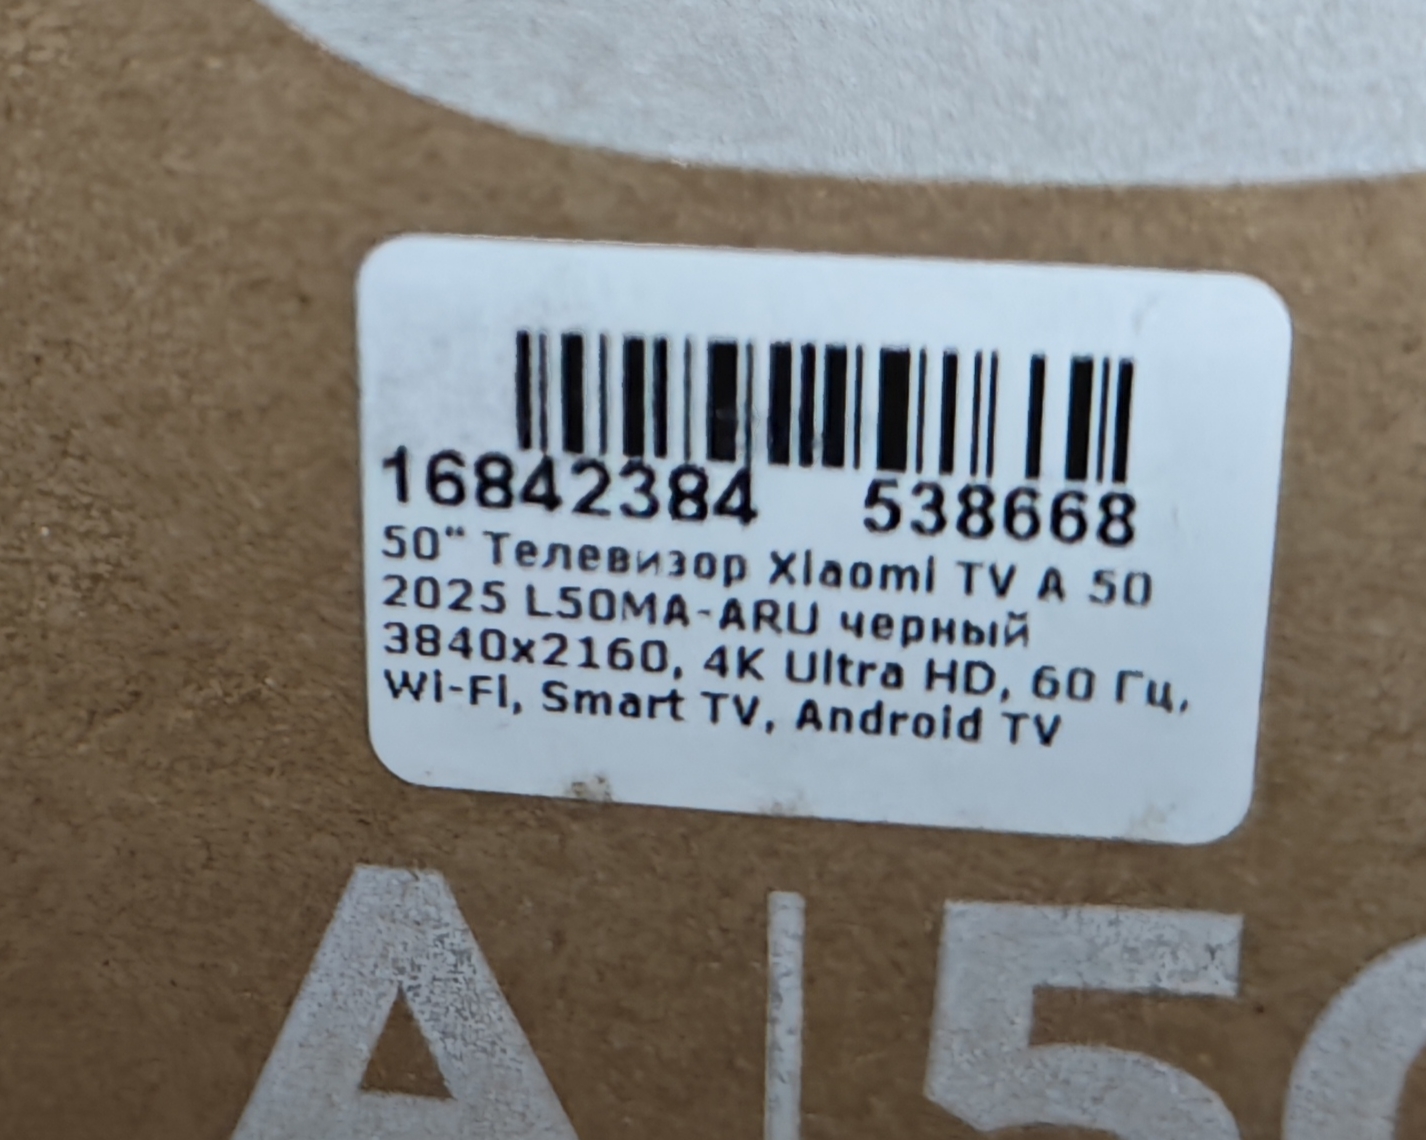 16842384 538668
50" Телевизор Xiaomi TV A 50
2025 L50MA-ARU черный
3840x2160, 4K Ultra HD, 60 Гц,
Wi-Fi, Smart TV, Android TV
A | 50